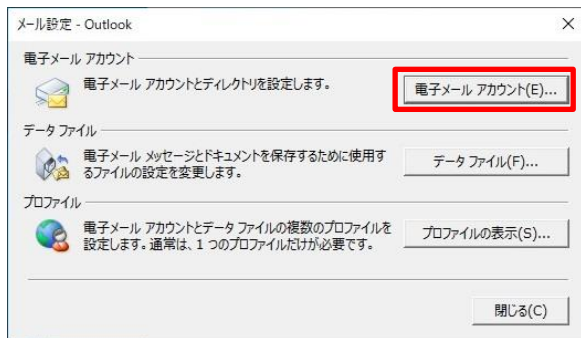 メール設定 - Outlook
電子メール アカウント
電子メール アカウントとディレクトリを設定します。
電子メール アカウント(E)...
データ ファイル
電子メール メッセージとドキュメントを保存するために使用す
るファイルの設定を変更します。
データ ファイル(F)...
プロファイル
電子メール アカウントとデータ ファイルの複数のプロファイルを
設定します。通常は、1 つのプロファイルだけが必要です。
プロファイルの表示(S)...
閉じる(C)